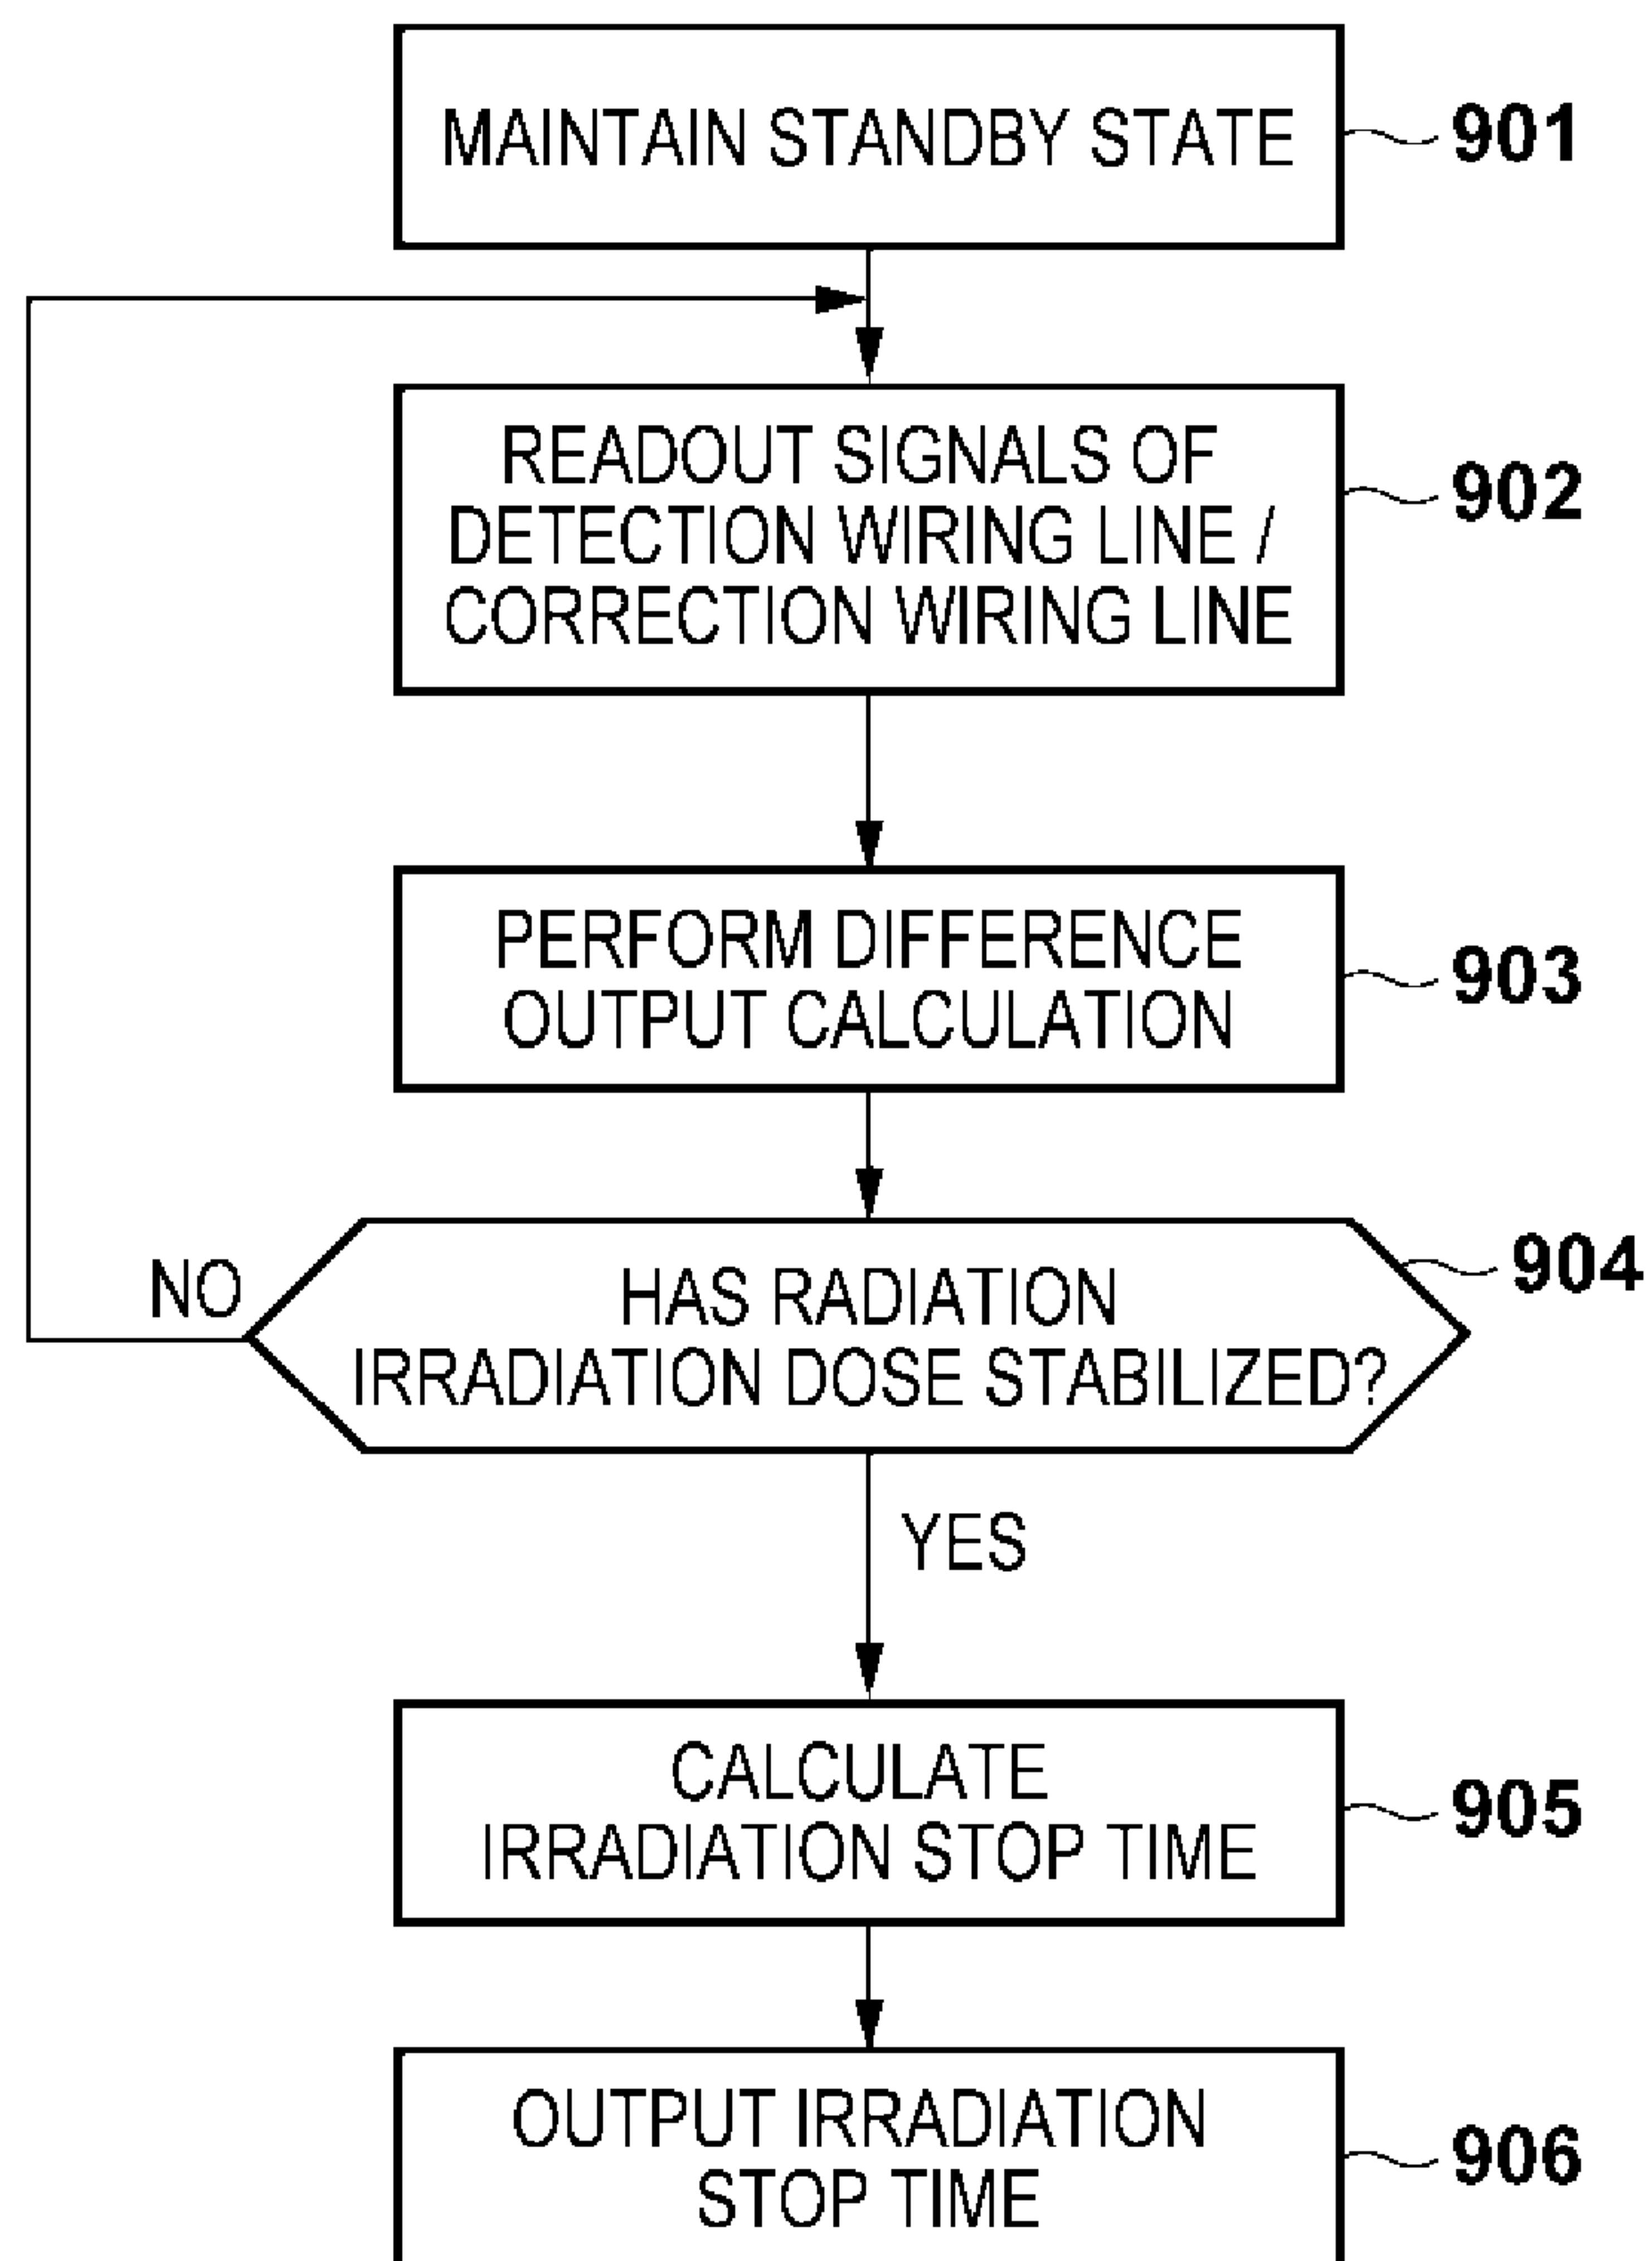 MAINTAIN STANDBY STATE
901
READOUT SIGNALS OF
DETECTION WIRING LINE /
CORRECTION WIRING LINE
902
PERFORM DIFFERENCE
OUTPUT CALCULATION
903
HAS RADIATION
IRRADIATION DOSE STABILIZED?
904
NO
YES
CALCULATE
IRRADIATION STOP TIME
905
OUTPUT IRRADIATION
STOP TIME
906